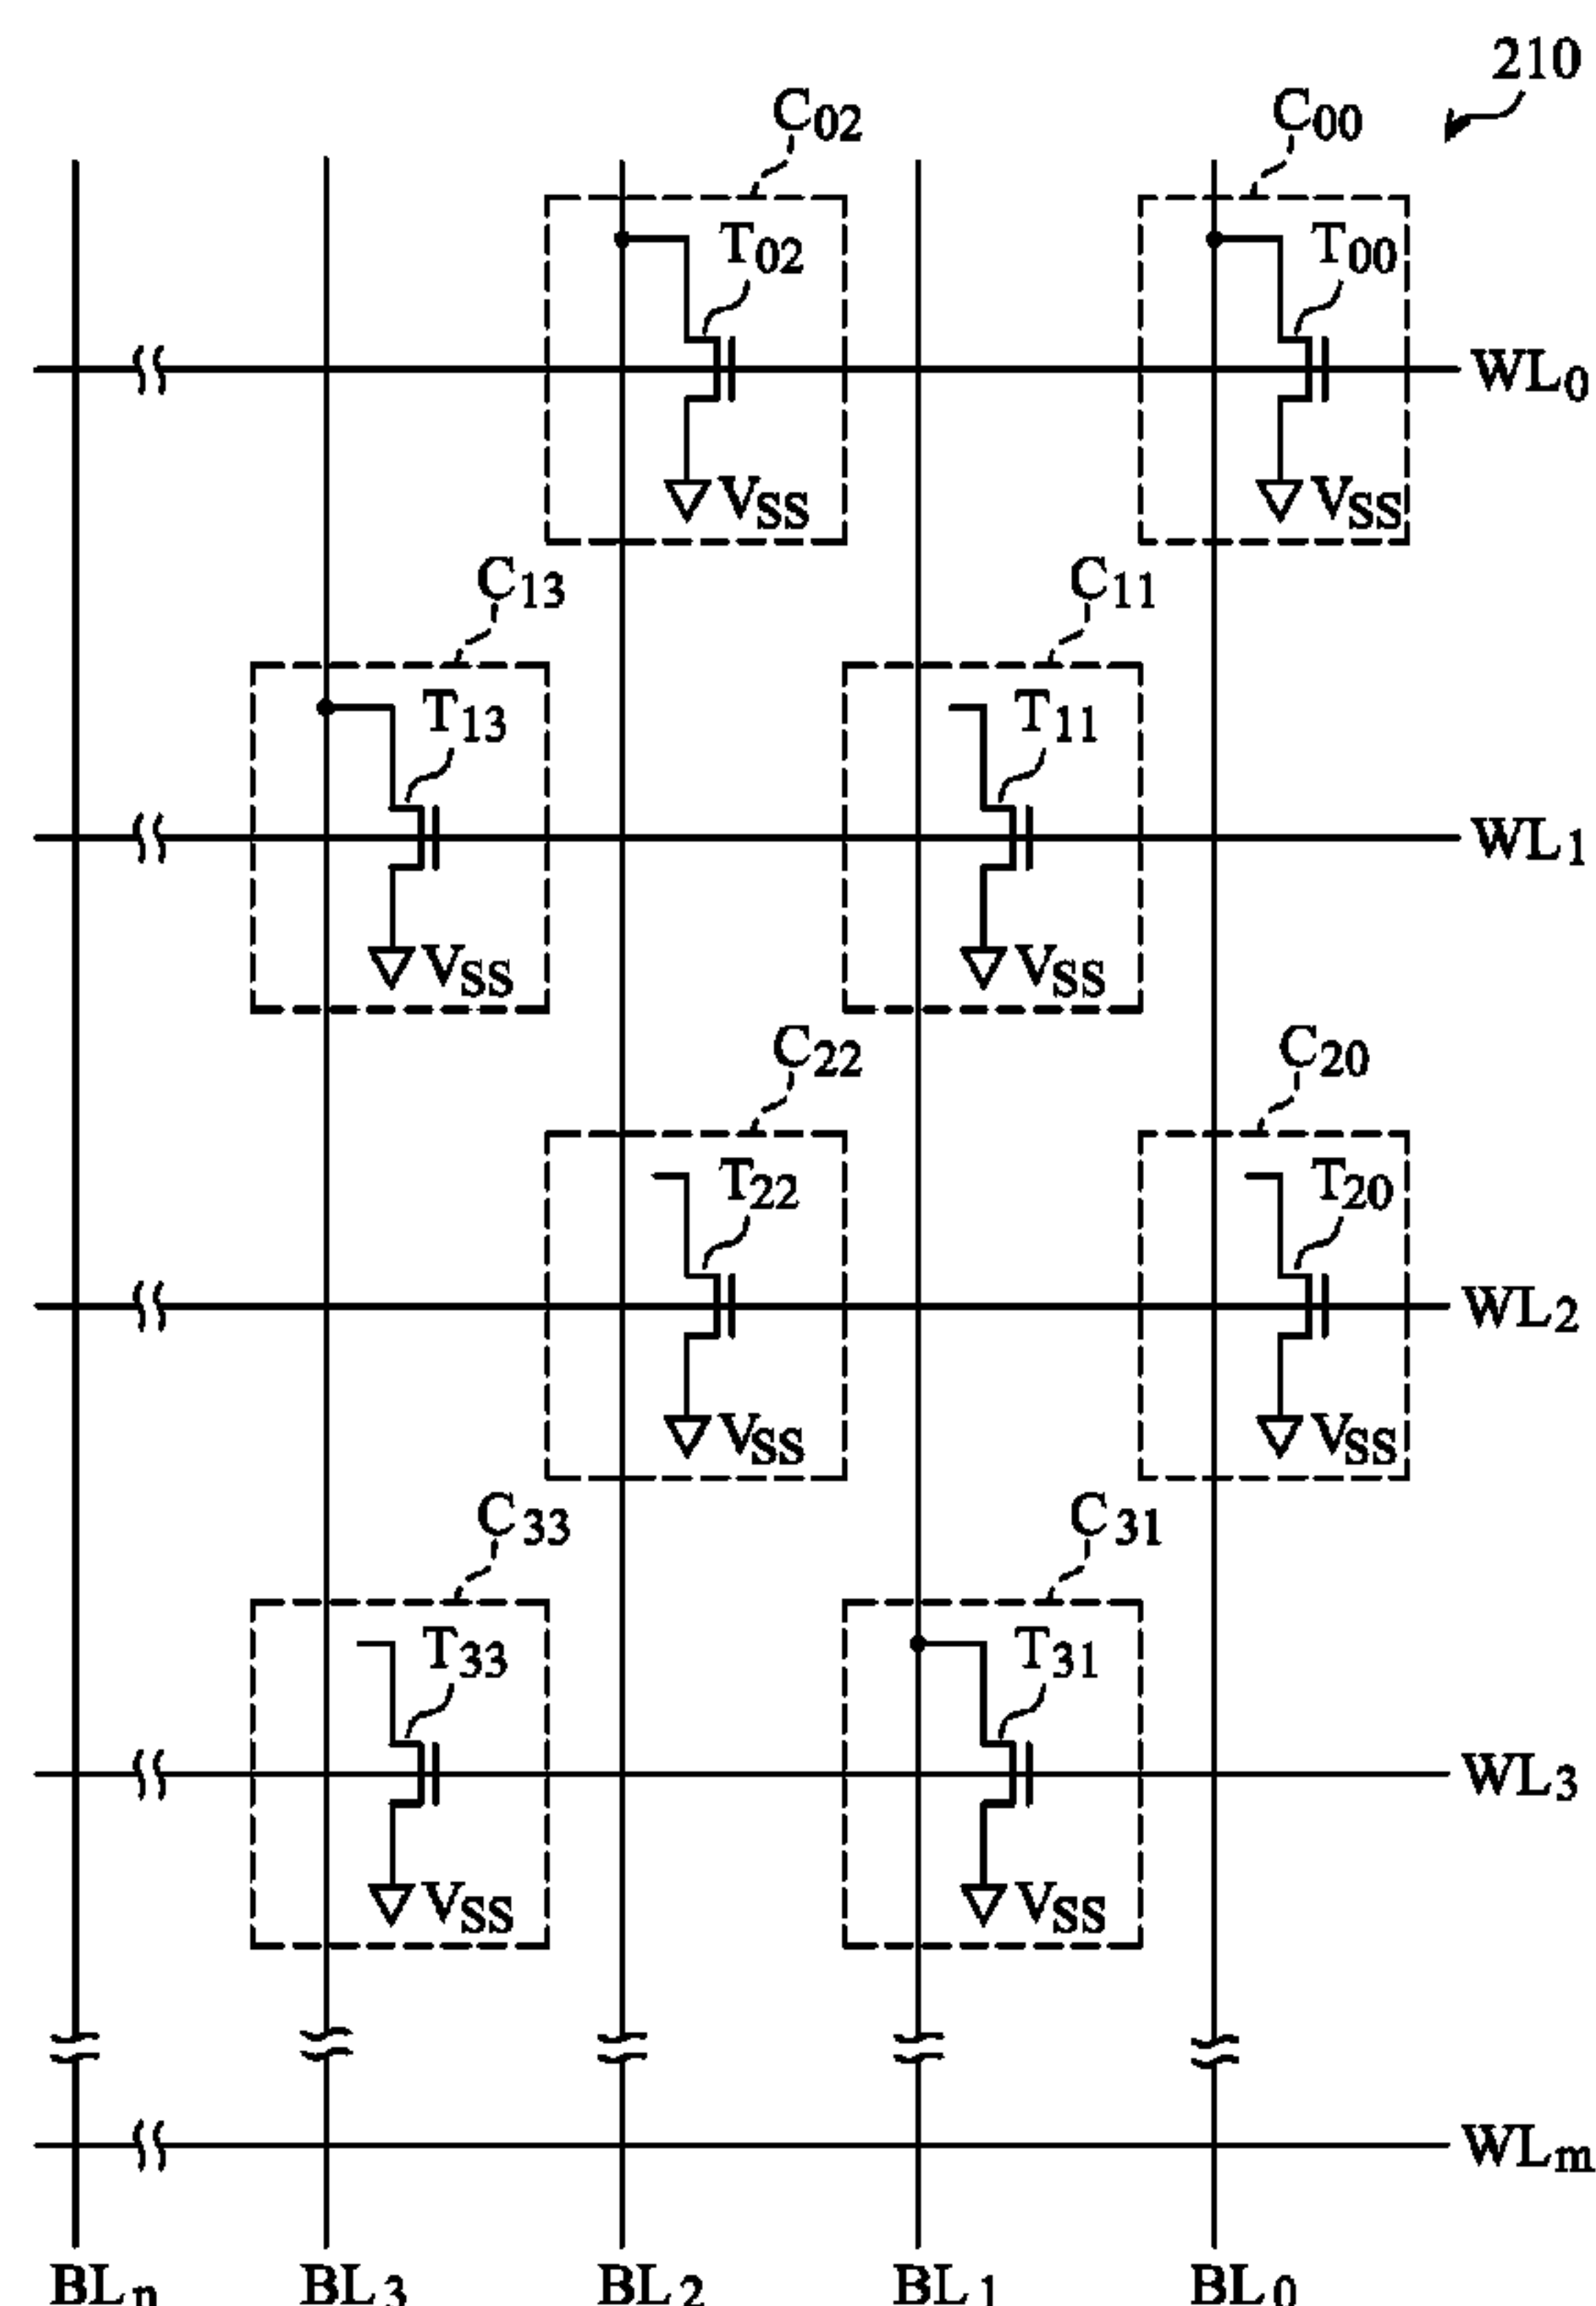 210
C02 C00
T02 T00
WL0
VSS VSS
C13 C11
T13 T11
WL1
VSS VSS
C22 C20
T22 T20
WL2
VSS VSS
C33 C31
T33 T31
WL3
VSS VSS
WLm
BLn BL3 BL2 BL1 BL0